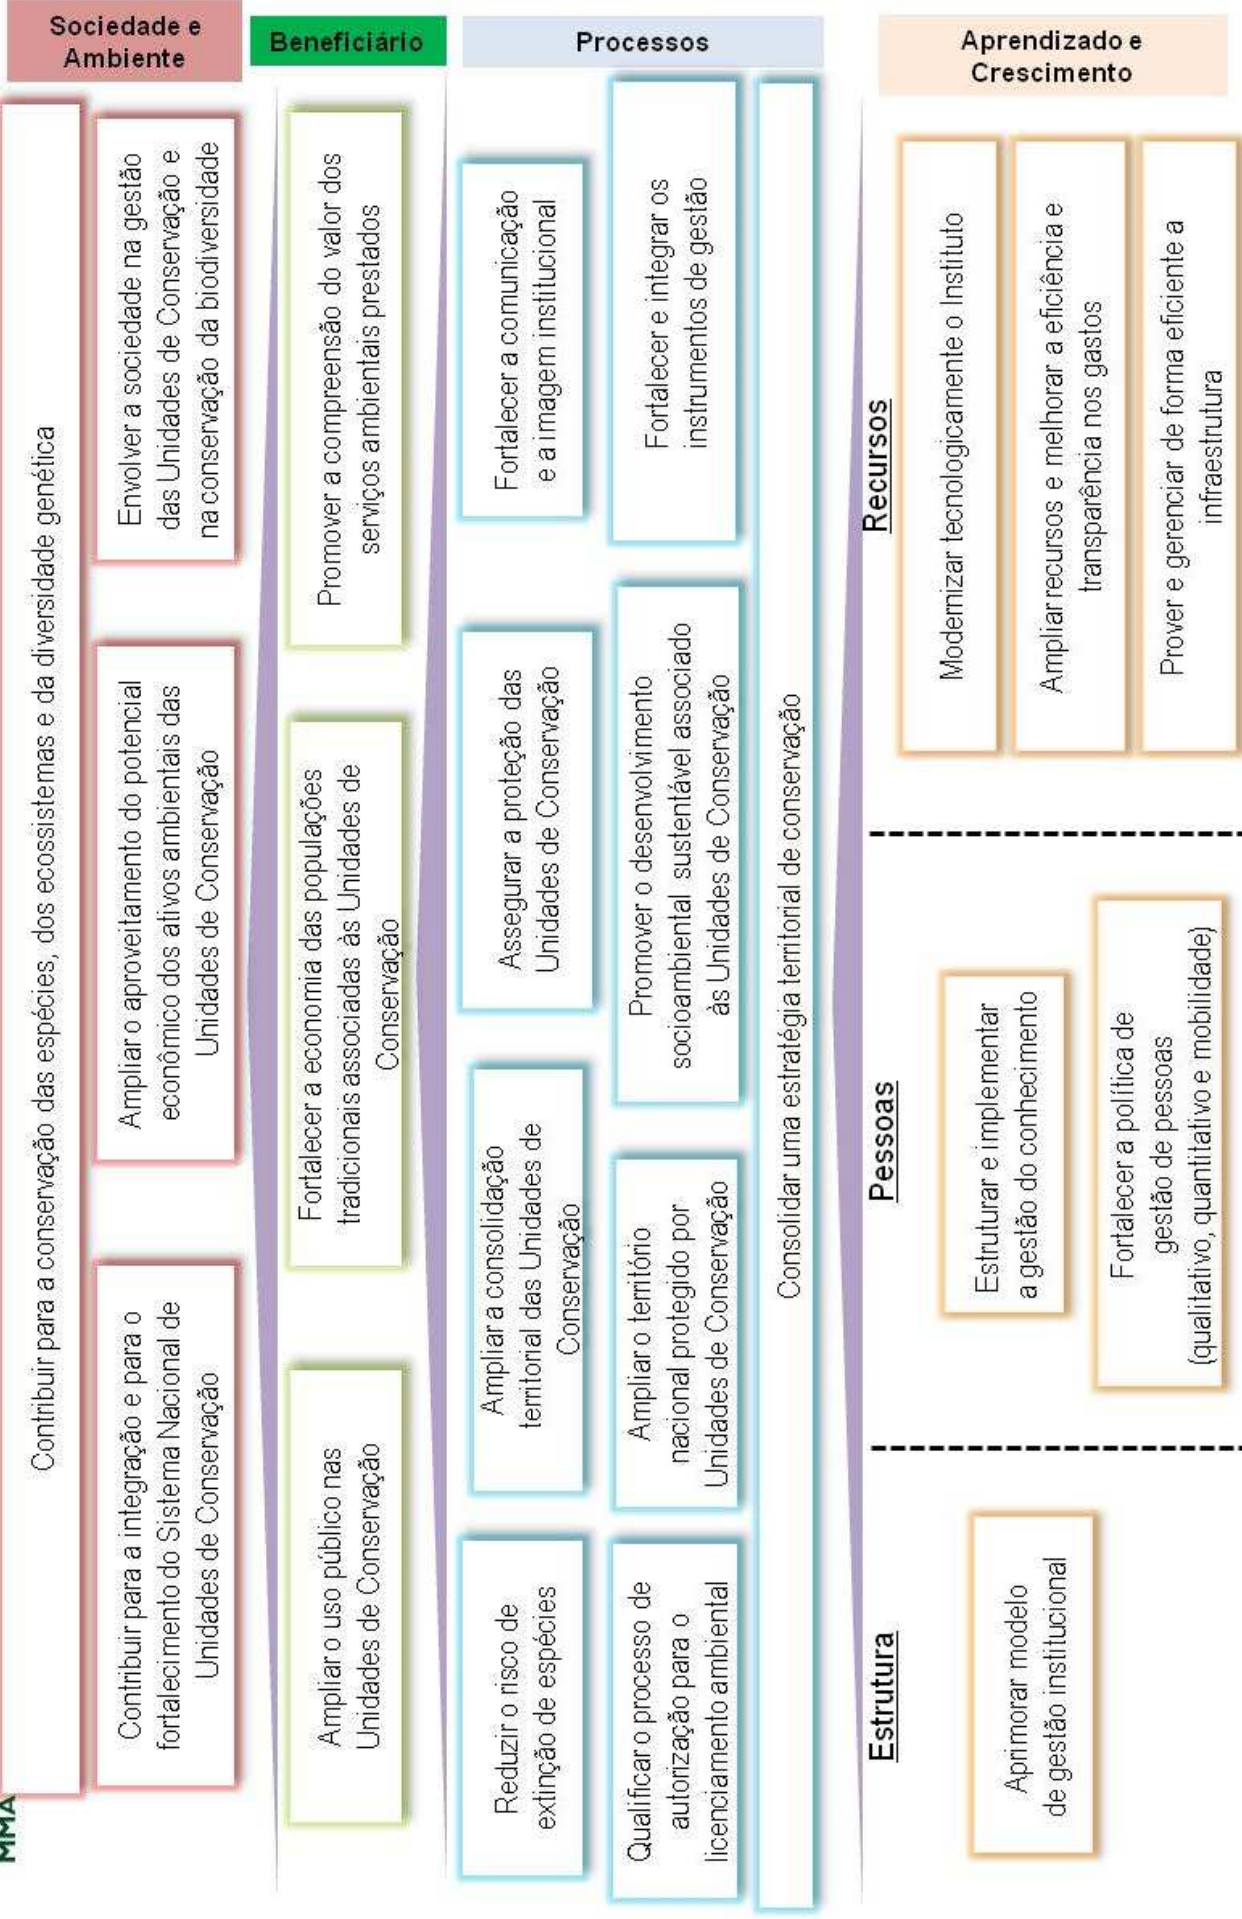 MMA
Sociedade e
Ambiente
Contribuir para a conservação das espécies, dos ecossistemas e da diversidade genética
Contribuir para a integração e para o
fortalecimento do Sistema Nacional de
Unidades de Conservação
Ampliar o aproveitamento do potencial
econômico dos ativos ambientais das
Unidades de Conservação
Envolver a sociedade na gestão
das Unidades de Conservação e
na conservação da biodiversidade
Beneficiário
Ampliar o uso público nas
Unidades de Conservação
Fortalecer a economia das populações
tradicionais associadas às Unidades de
Conservação
Promover a compreensão do valor dos
serviços ambientais prestados
Processos
Reduzir o risco de
extinção de espécies
Ampliar a consolidação
territorial das Unidades de
Conservação
Assegurar a proteção das
Unidades de Conservação
Fortalecer a comunicação
e a imagem institucional
Qualificar o processo de
autorização para o
licenciamento ambiental
Ampliar o território
nacional protegido por
Unidades de Conservação
Promover o desenvolvimento
socioambiental sustentável associado
às Unidades de Conservação
Fortalecer e integrar os
instrumentos de gestão
Consolidar uma estratégia territorial de conservação
Aprendizado e
Crescimento
Estrutura
Aprimorar modelo
de gestão institucional
Pessoas
Estruturar e implementar
a gestão do conhecimento
Fortalecer a política de
gestão de pessoas
(qualitativo, quantitativo e mobilidade)
Recursos
Modernizar tecnologicamente o Instituto
Ampliar recursos e melhorar a eficiência e
transparência nos gastos
Prover e gerenciar de forma eficiente a
infraestrutura